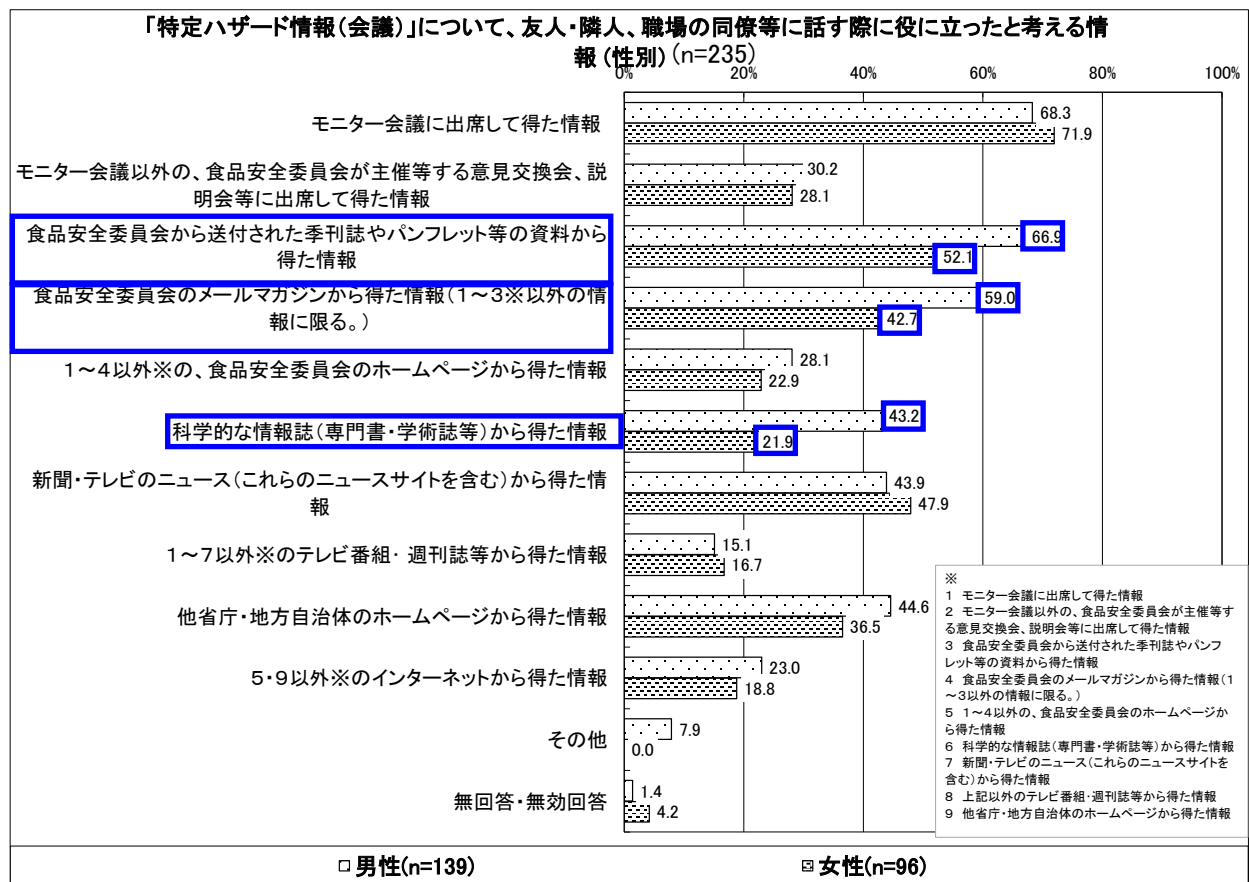 「特定ハザード情報(会議)」について、友人・隣人、職場の同僚等に話す際に役に立ったと考える情
報 (性別) (n=235)
0% 20% 40% 60% 80% 100%
モニター会議に出席して得た情報
68.3
71.9
モニター会議以外の、食品安全委員会が主催等する意見交換会、説
明会等に出席して得た情報
30.2
28.1
食品安全委員会から送付された季刊誌やパンフレット等の資料から
得た情報
66.9
52.1
食品安全委員会のメールマガジンから得た情報(1～3※以外の情
報に限る。)
59.0
42.7
1～4以外※の、食品安全委員会のホームページから得た情報
28.1
22.9
科学的な情報誌(専門書・学術誌等)から得た情報
43.2
21.9
新聞・テレビのニュース(これらのニュースサイトを含む)から得た情
報
43.9
47.9
1～7以外※のテレビ番組・ 週刊誌等から得た情報
15.1
16.7
他省庁・地方自治体のホームページから得た情報
44.6
36.5
5・9以外※のインターネットから得た情報
23.0
18.8
その他
7.9
0.0
無回答・無効回答
1.4
4.2
※
1 モニター会議に出席して得た情報
2 モニター会議以外の、食品安全委員会が主催等す
る意見交換会、説明会等に出席して得た情報
3 食品安全委員会から送付された季刊誌やパンフ
レット等の資料から得た情報
4 食品安全委員会のメールマガジンから得た情報(1
～3以外の情報に限る。)
5 1～4以外の、食品安全委員会のホームページか
ら得た情報
6 科学的な情報誌(専門書・学術誌等)から得た情報
7 新聞・テレビのニュース(これらのニュースサイトを
含む)から得た情報
8 上記以外のテレビ番組・週刊誌等から得た情報
9 他省庁・地方自治体のホームページから得た情報
男性(n=139) 女性(n=96)